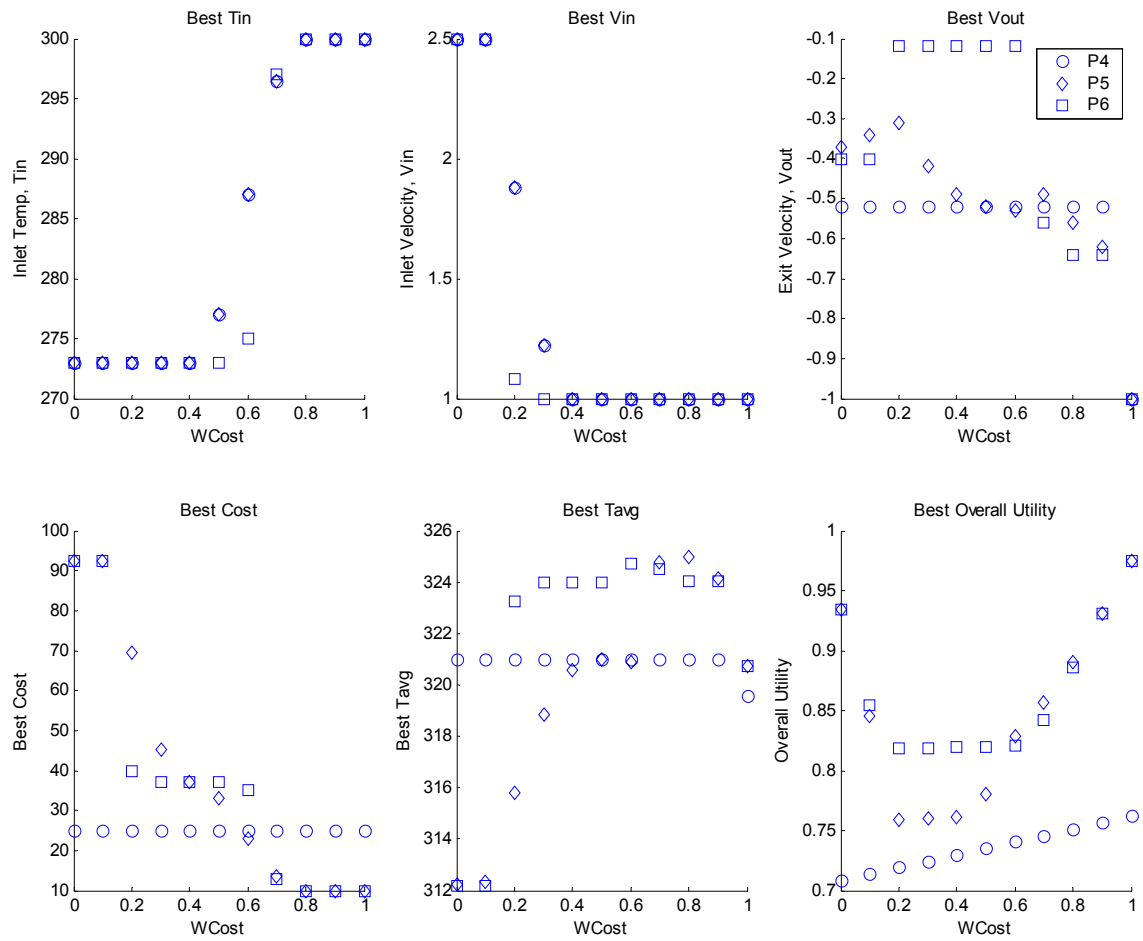 Best Tin
300
295
290
285
280
275
270
0 0.2 0.4 0.6 0.8 1
WCost
Inlet Temp, Tin
Best Vin
2.5
2
1.5
1
0 0.2 0.4 0.6 0.8 1
WCost
Inlet Velocity, Vin
Best Vout
-0.1
-0.2
-0.3
-0.4
-0.5
-0.6
-0.7
-0.8
-0.9
-1
0 0.2 0.4 0.6 0.8 1
WCost
Exit Velocity, Vout
P4
P5
P6
Best Cost
100
90
80
70
60
50
40
30
20
10
0 0.2 0.4 0.6 0.8 1
WCost
Best Cost
Best Tavg
326
324
322
320
318
316
314
312
0 0.2 0.4 0.6 0.8 1
WCost
Best Tavg
Best Overall Utility
1
0.95
0.9
0.85
0.8
0.75
0.7
0 0.2 0.4 0.6 0.8 1
WCost
Overall Utility